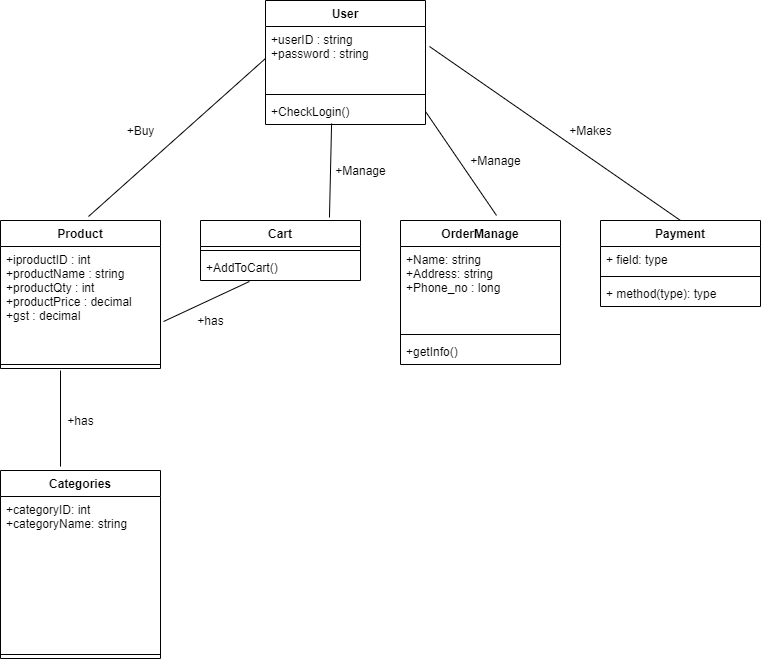 User
+userID : string
+password : string
+CheckLogin()
+Buy
+Manage
+Manage
+Makes
Product
+iproductID : int
+productName : string
+productQty : int
+productPrice : decimal
+gst : decimal
Cart
+AddToCart()
OrderManage
+Name: string
+Address: string
+Phone_no : long
+getInfo()
Payment
+ field: type
+ method(type): type
+has
+has
Categories
+categoryID: int
+categoryName: string